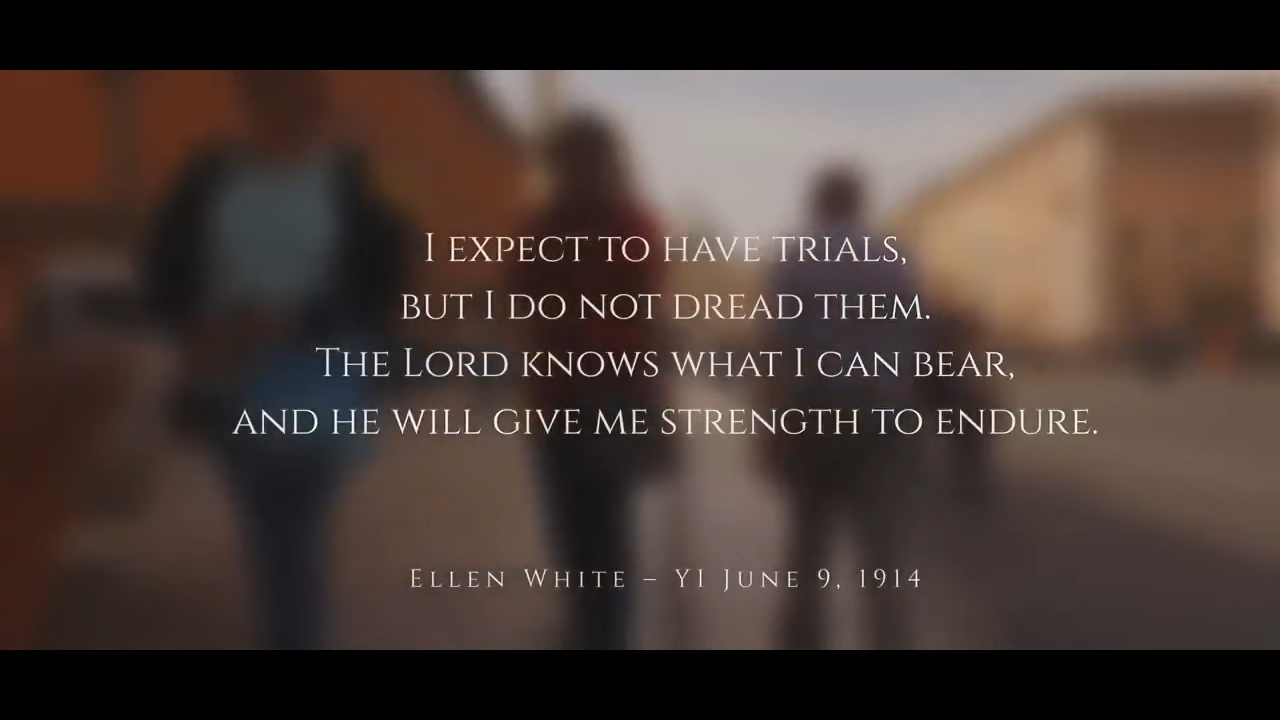 I EXPECT TO HAVE TRIALS,
BUT I DO NOT DREAD THEM.
THE LORD KNOWS WHAT I CAN BEAR,
AND HE WILL GIVE ME STRENGTH TO ENDURE.
ELLEN WHITE – YI JUNE 9, 1914